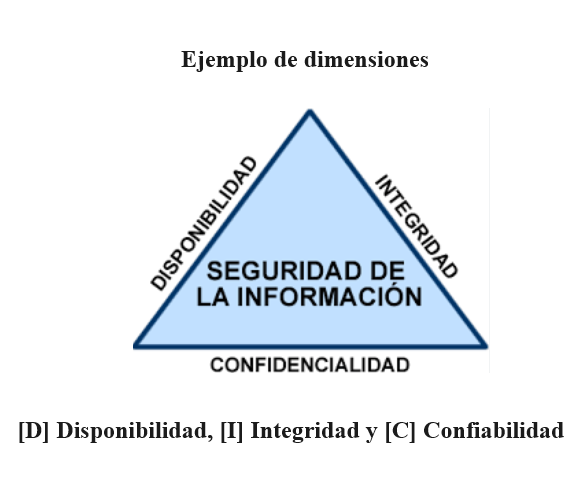 Ejemplo de dimensiones
DISPONIBILIDAD
INTEGRIDAD
SEGURIDAD DE
LA INFORMACIÓN
CONFIDENCIALIDAD
[D] Disponibilidad, [I] Integridad y [C] Confiabilidad